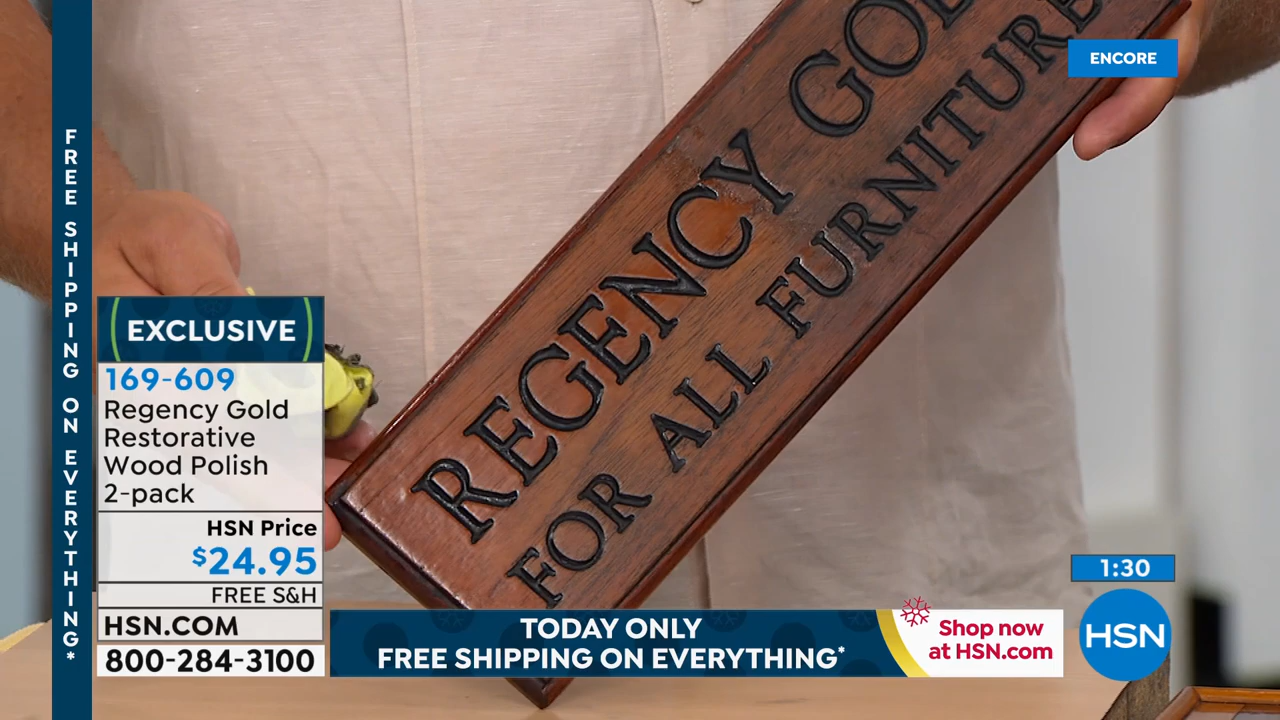 FREE SHIPPING ON EVERYTHING*
ENCORE
REGENCY GOL
FOR ALL FURNITURE
EXCLUSIVE
169-609
Regency Gold
Restorative
Wood Polish
2-pack
HSN Price
$24.95
FREE S&H
HSN.COM
800-284-3100
TODAY ONLY
FREE SHIPPING ON EVERYTHING*
Shop now
at HSN.com
1:30
HSN